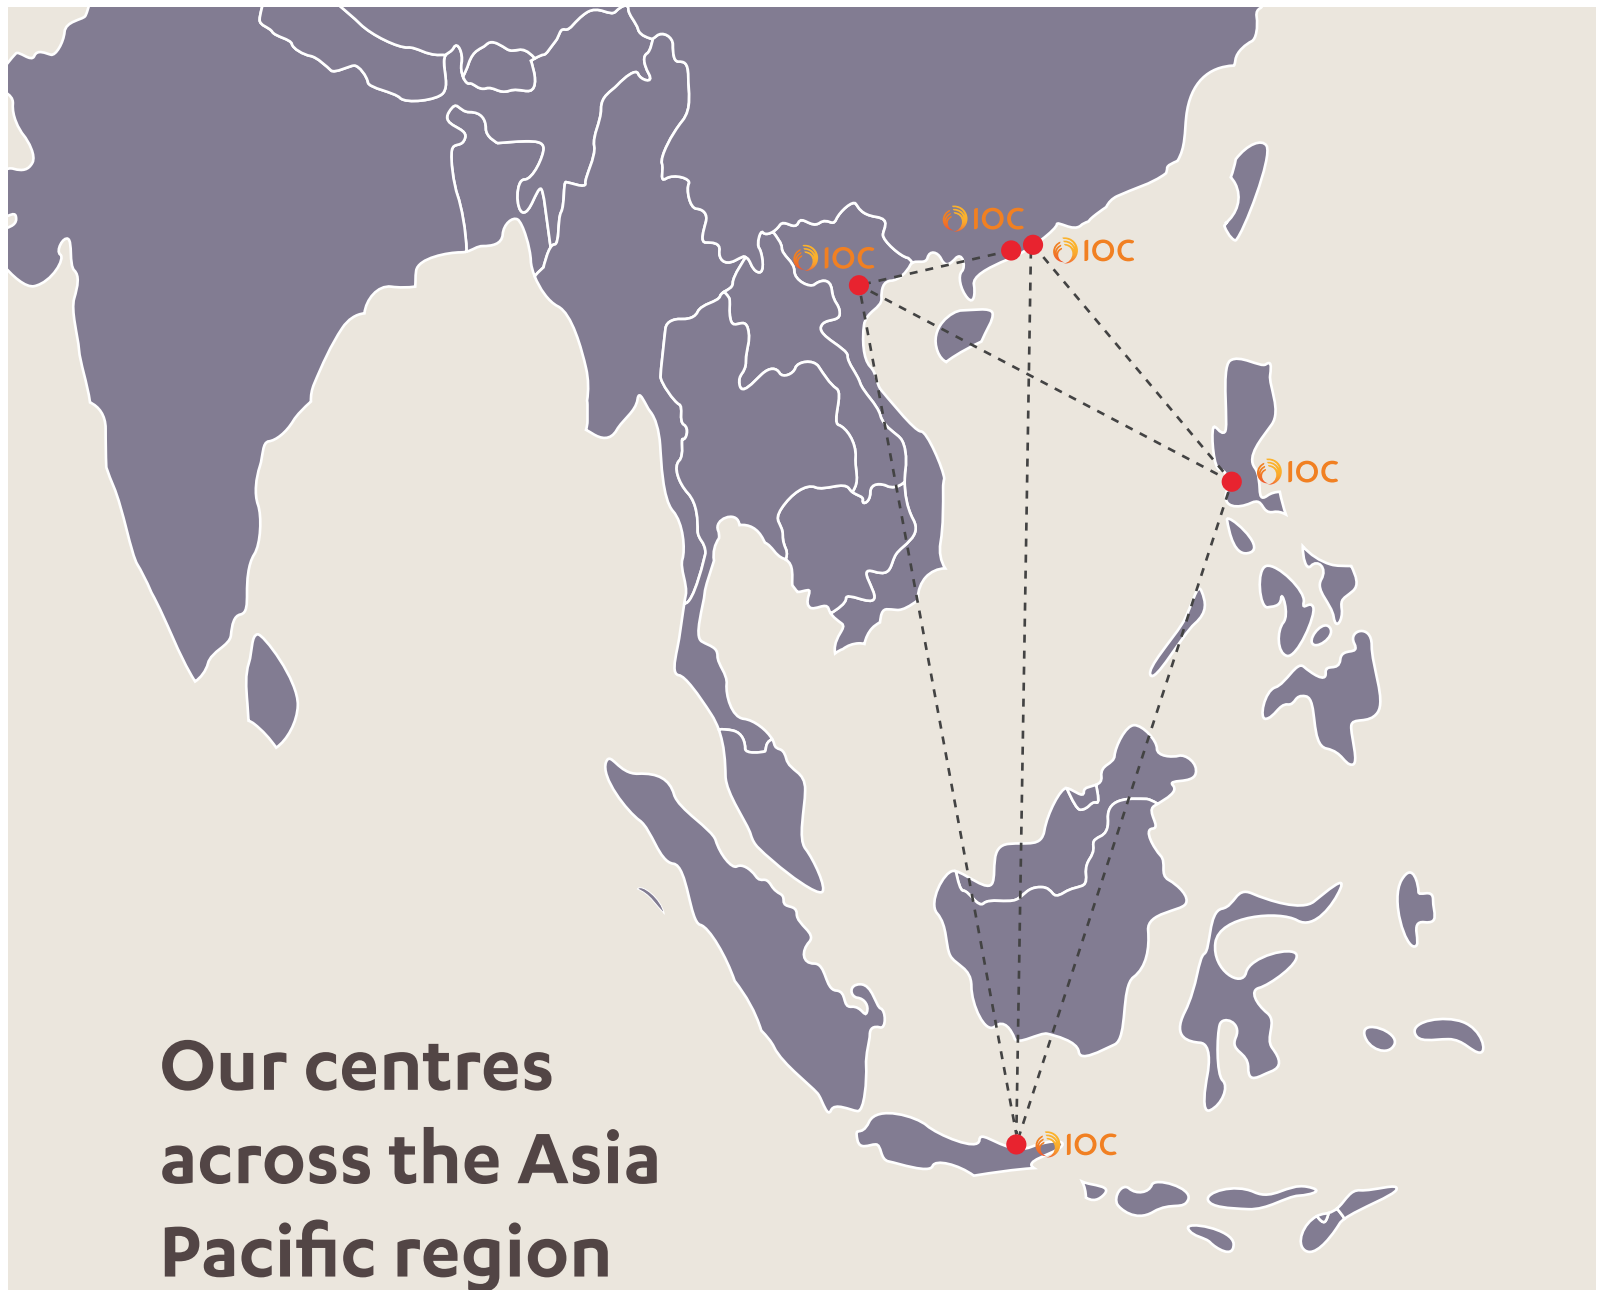 IOC
IOC
IOC
IOC
IOC
Our centres
across the Asia
Pacific region